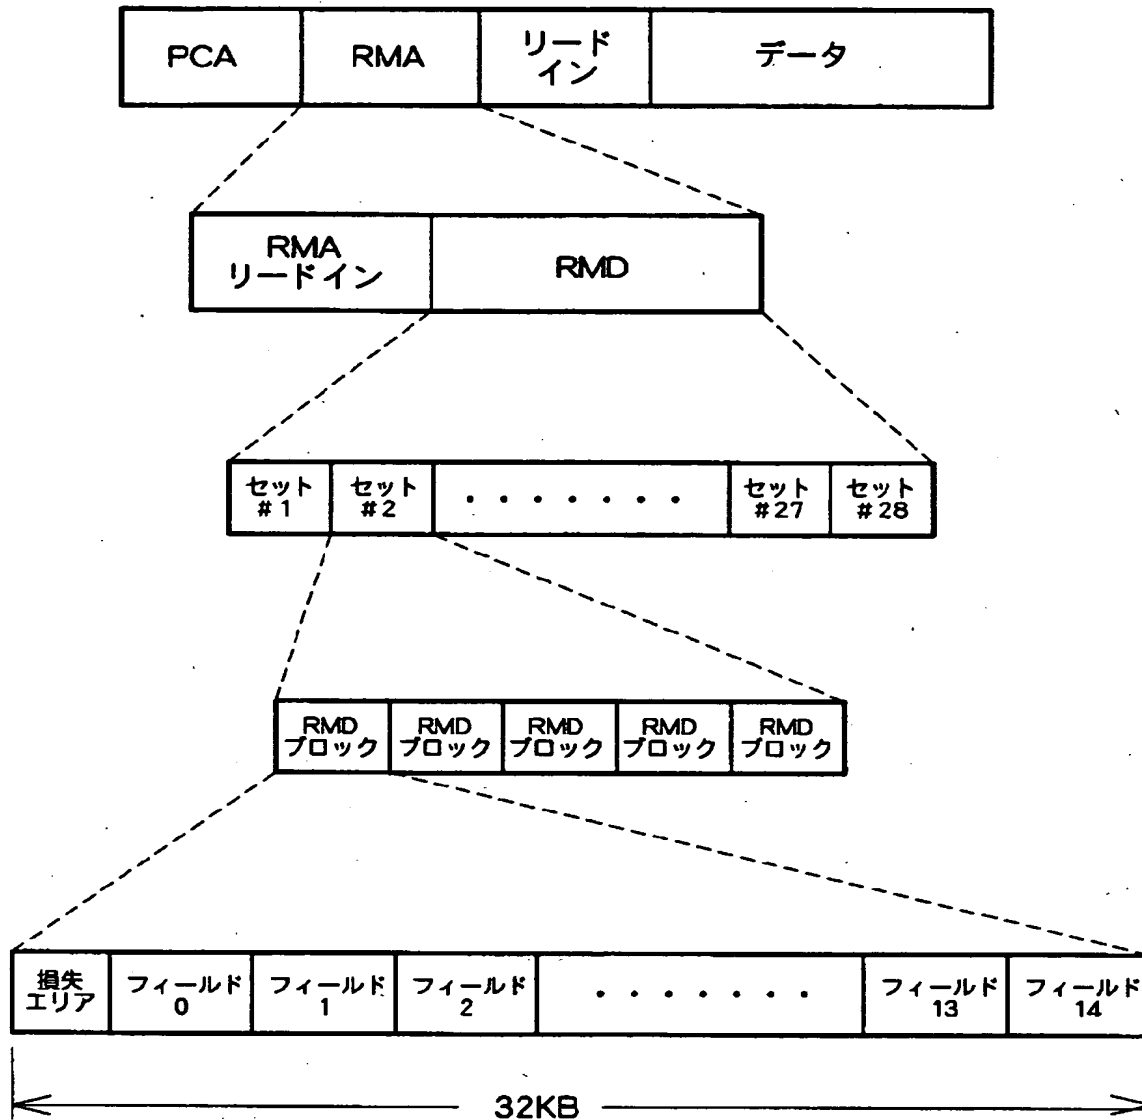 PCA
RMA
リード
イン
データ
RMA
リードイン
RMD
セット
#1
セット
#2
・・・・・・・
セット
#27
セット
#28
RMD
ブロック
RMD
ブロック
RMD
ブロック
RMD
ブロック
RMD
ブロック
損失
エリア
フィールド
0
フィールド
1
フィールド
2
・・・・・・・
フィールド
13
フィールド
14
32KB